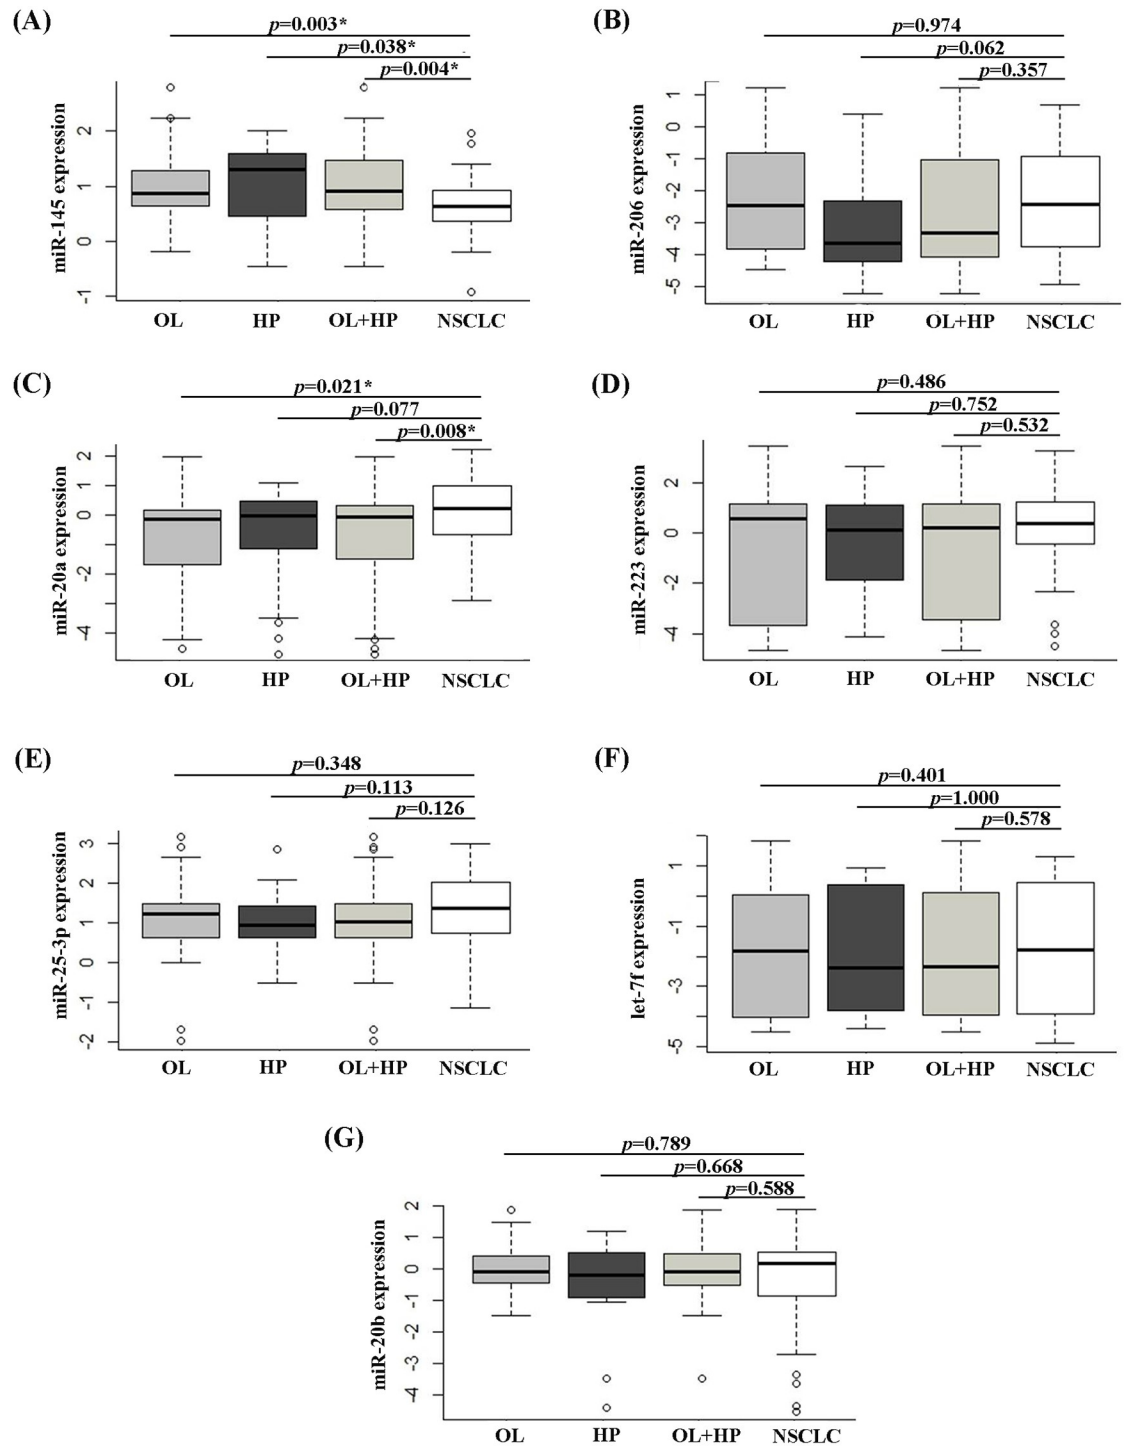 (A)
p=0.003*
p=0.038*
p=0.004*
miR-145 expression
2
1
0
-1
OL HP OL+HP NSCLC
(B)
p=0.974
p=0.062
p=0.357
miR-206 expression
1
0
-1
-2
-3
-4
-5
OL HP OL+HP NSCLC
(C)
p=0.021*
p=0.077
p=0.008*
miR-20a expression
2
1
0
-2
-4
OL HP OL+HP NSCLC
(D)
p=0.486
p=0.752
p=0.532
miR-223 expression
2
0
-2
-4
OL HP OL+HP NSCLC
(E)
p=0.348
p=0.113
p=0.126
miR-25-3p expression
3
2
1
0
-1
-2
OL HP OL+HP NSCLC
(F)
p=0.401
p=1.000
p=0.578
let-7f expression
1
-1
-3
-5
OL HP OL+HP NSCLC
(G)
p=0.789
p=0.668
p=0.588
miR-20b expression
2
1
0
-1
-2
-3
-4
OL HP OL+HP NSCLC